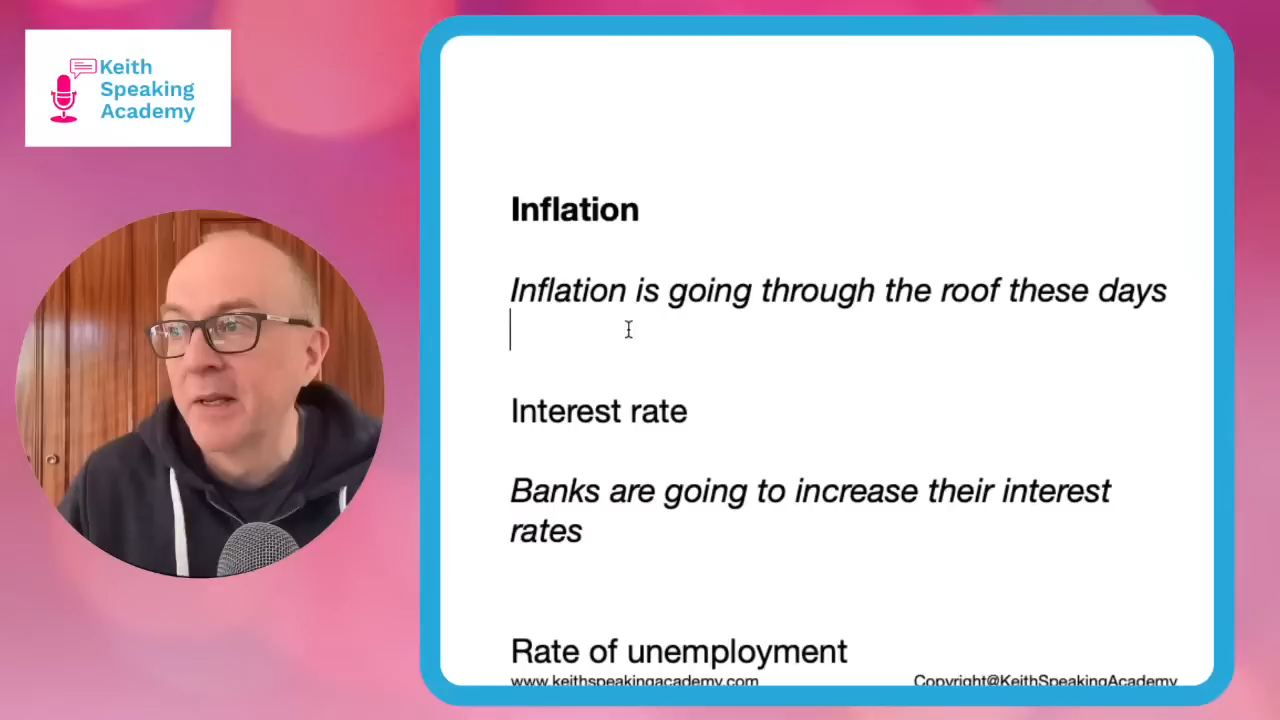 Keith
Speaking
Academy
Inflation
Inflation is going through the roof these days
Interest rate
Banks are going to increase their interest
rates
Rate of unemployment
www.keithspeakingacademy.com
Copyright@KeithSpeakingAcademy